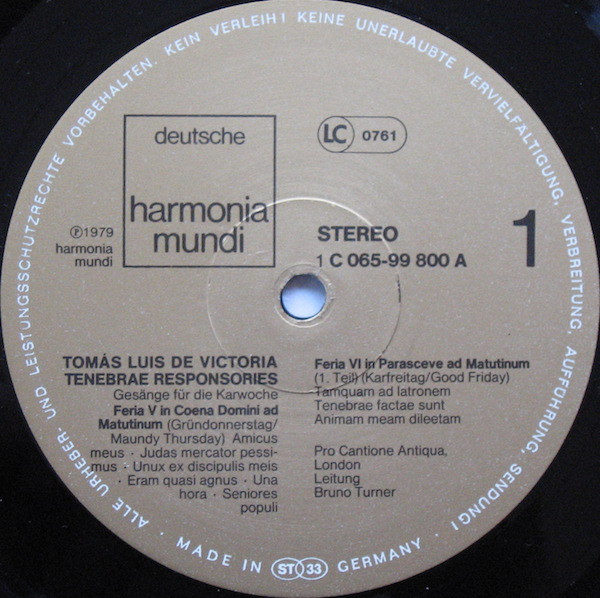 ALLE URHEBER- UND LEISTUNGSSCHUTZRECHTE VORBEHALTEN. KEIN VERLEIH! KEINE UNERLAUBTE VERVIELFÄLTIGUNG, VERBREITUNG, AUFFÜHRUNG, SENDUNG!
deutsche
harmonia
mundi
LC 0761
Ⓟ1979
harmonia
mundi
STEREO
1 C 065-99 800 A
1
TOMÁS LUIS DE VICTORIA
TENEBRAE RESPONSORIES
Gesänge für die Karwoche
Feria V in Coena Domini ad
Matutinum (Gründonnerstag/
Maundy Thursday) Amicus
meus · Judas mercator pessi-
mus · Unux ex discipulis meis
· Eram quasi agnus · Una
hora · Seniores
populi
Feria VI in Parasceve ad Matutinum
(1. Teil) (Karfreitag/Good Friday)
Tamquam ad latronem
Tenebrae factae sunt
Animam meam dileetam
Pro Cantione Antiqua,
London
Leitung
Bruno Turner
· MADE IN ST 33 GERMANY ·